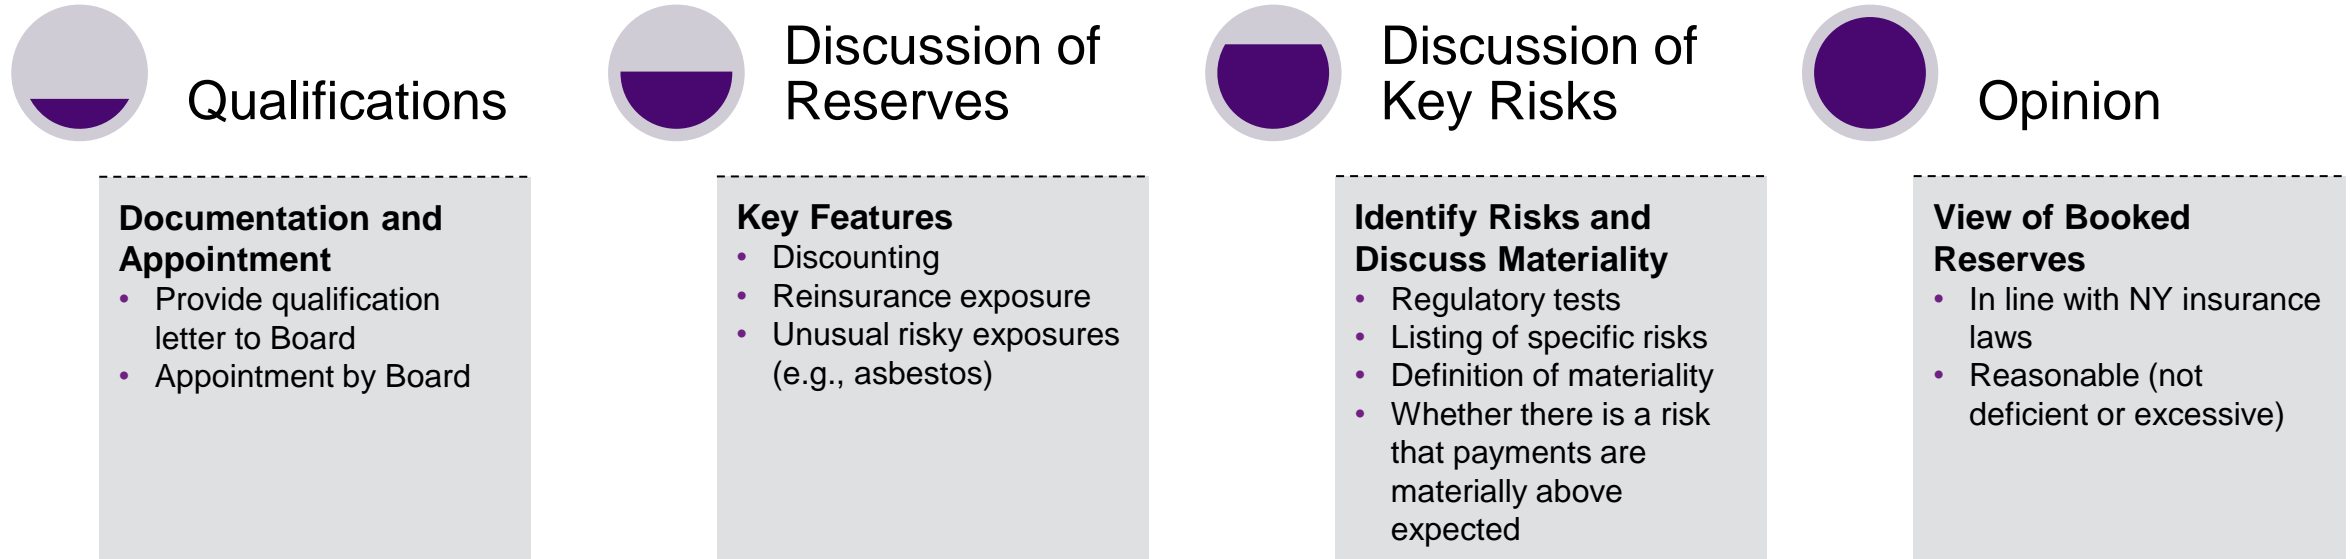 Qualifications
Documentation and
Appointment
• Provide qualification
letter to Board
• Appointment by Board
Discussion of
Reserves
Key Features
• Discounting
• Reinsurance exposure
• Unusual risky exposures
(e.g., asbestos)
Discussion of
Key Risks
Identify Risks and
Discuss Materiality
• Regulatory tests
• Listing of specific risks
• Definition of materiality
• Whether there is a risk
that payments are
materially above
expected
Opinion
View of Booked
Reserves
• In line with NY insurance
laws
• Reasonable (not
deficient or excessive)